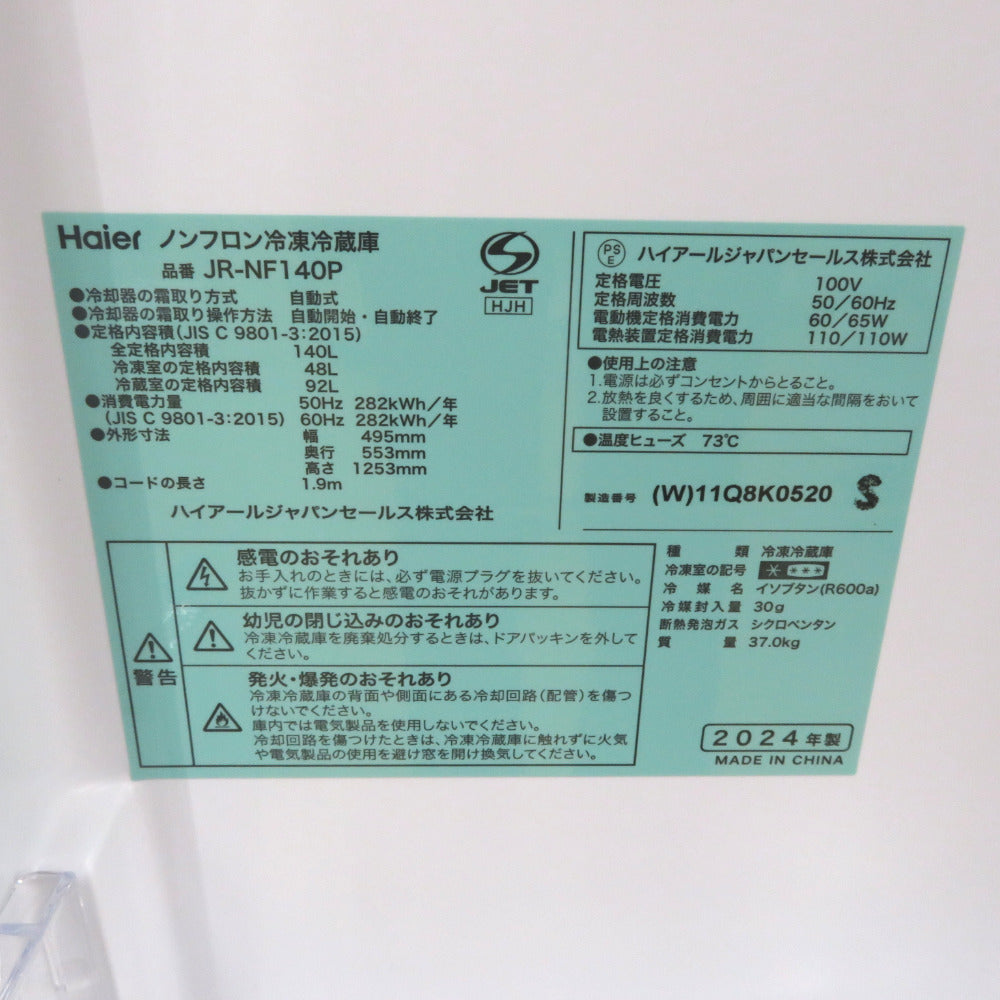 Haier ノンフロン冷凍冷蔵庫
品番 JR-NF140P
●冷却器の霜取り方式 自動式
●冷却器の霜取り操作方法 自動開始・自動終了
●定格内容積(JIS C 9801-3:2015)
全定格内容積 140L
冷凍室の定格内容積 48L
冷蔵室の定格内容積 92L
●消費電力量 50Hz 282kWh/年
(JIS C 9801-3:2015) 60Hz 282kWh/年
●外形寸法 幅 495mm
奥行 553mm
高さ 1253mm
●コードの長さ 1.9m
ハイアールジャパンセールス株式会社
S
JET
HJH
PS
E
ハイアールジャパンセールス株式会社
定格電圧 100V
定格周波数 50/60Hz
電動機定格消費電力 60/65W
電熱装置定格消費電力 110/110W
●使用上の注意
1.電源は必ずコンセントからとること。
2.放熱を良くするため、周囲に適当な間隔をおいて
設置すること。
●温度ヒューズ 73℃
製造番号 (W)11Q8K0520 S
警告
感電のおそれあり
お手入れのときには、必ず電源プラグを抜いてください。
抜かずに作業すると感電のおそれがあります。
幼児の閉じ込みのおそれあり
冷凍冷蔵庫を廃棄処分するときは、ドアパッキンを外して
ください。
発火・爆発のおそれあり
冷凍冷蔵庫の背面や側面にある冷却回路(配管)を傷つ
けないでください。
庫内では電気製品を使用しないでください。
冷却回路を傷つけたときは、冷凍冷蔵庫に触れずに火気
や電気製品の使用を避け窓を開け換気してください。
種類 冷凍冷蔵庫
冷凍室の記号 * ***
冷媒名 イソブタン(R600a)
冷媒封入量 30g
断熱発泡ガス シクロペンタン
質量 37.0kg
2024年製
MADE IN CHINA